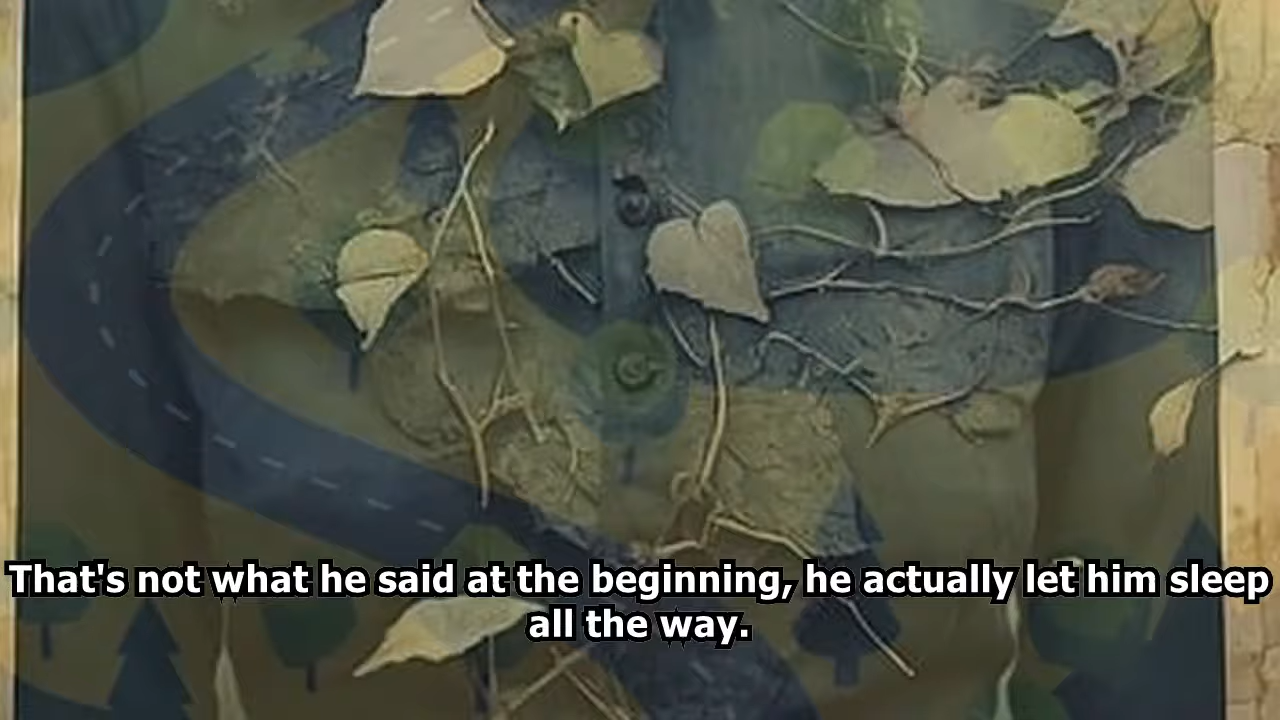 That's not what he said at the beginning, he actually let him sleep
all the way.